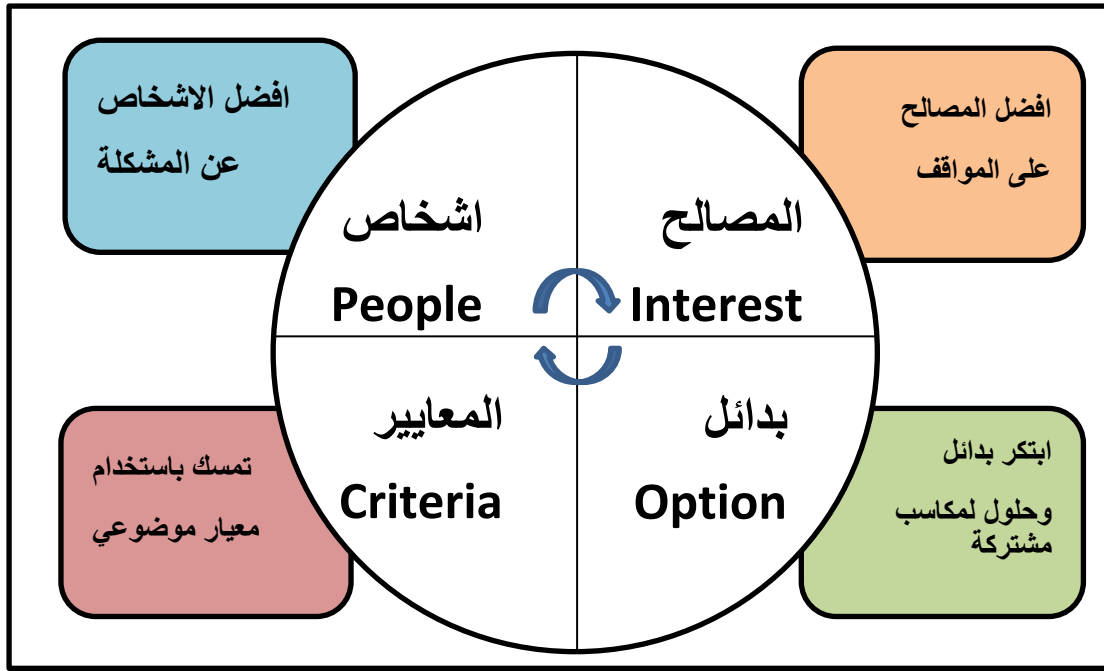 افضل الاشخاص
عن المشكلة
افضل المصالح
على المواقف
اشخاص
People
المصالح
Interest
المعايير
Criteria
بدائل
Option
تمسك باستخدام
معيار موضوعي
ابتكر بدائل
وحلول لمكاسب
مشتركة